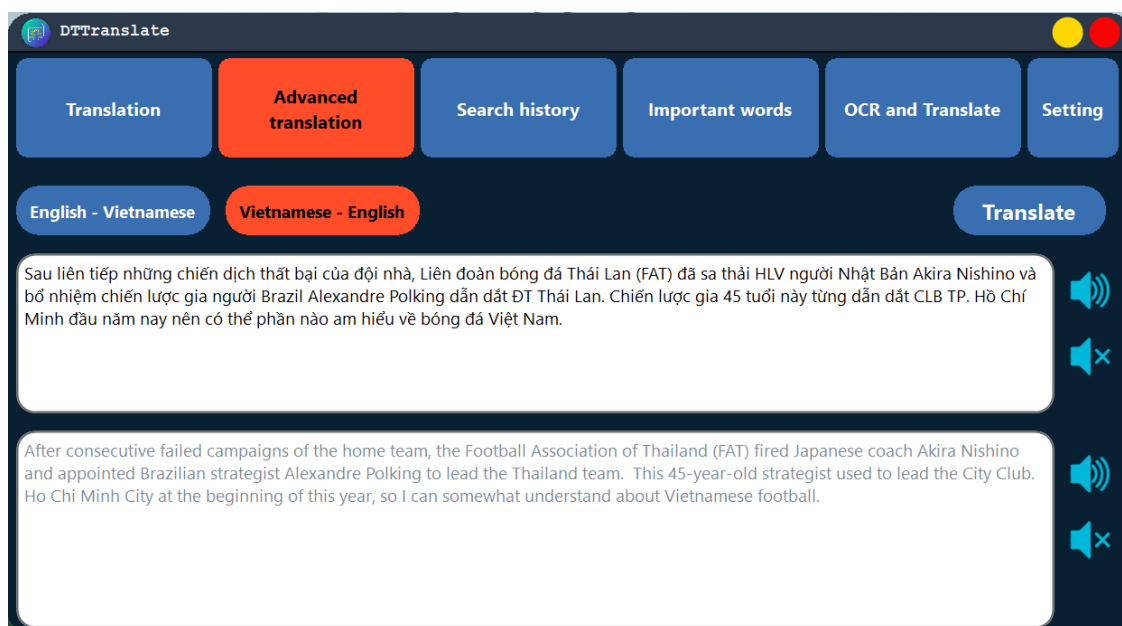 DTTranslate
Translation
Advanced
translation
Search history
Important words
OCR and Translate
Setting
English - Vietnamese
Vietnamese - English
Translate
Sau liên tiếp những chiến dịch thất bại của đội nhà, Liên đoàn bóng đá Thái Lan (FAT) đã sa thải HLV người Nhật Bản Akira Nishino và
bổ nhiệm chiến lược gia người Brazil Alexandre Polking dẫn dắt ĐT Thái Lan. Chiến lược gia 45 tuổi này từng dẫn dắt CLB TP. Hồ Chí
Minh đầu năm nay nên có thể phần nào am hiểu về bóng đá Việt Nam.
After consecutive failed campaigns of the home team, the Football Association of Thailand (FAT) fired Japanese coach Akira Nishino
and appointed Brazilian strategist Alexandre Polking to lead the Thailand team.  This 45-year-old strategist used to lead the City Club.
Ho Chi Minh City at the beginning of this year, so I can somewhat understand about Vietnamese football.